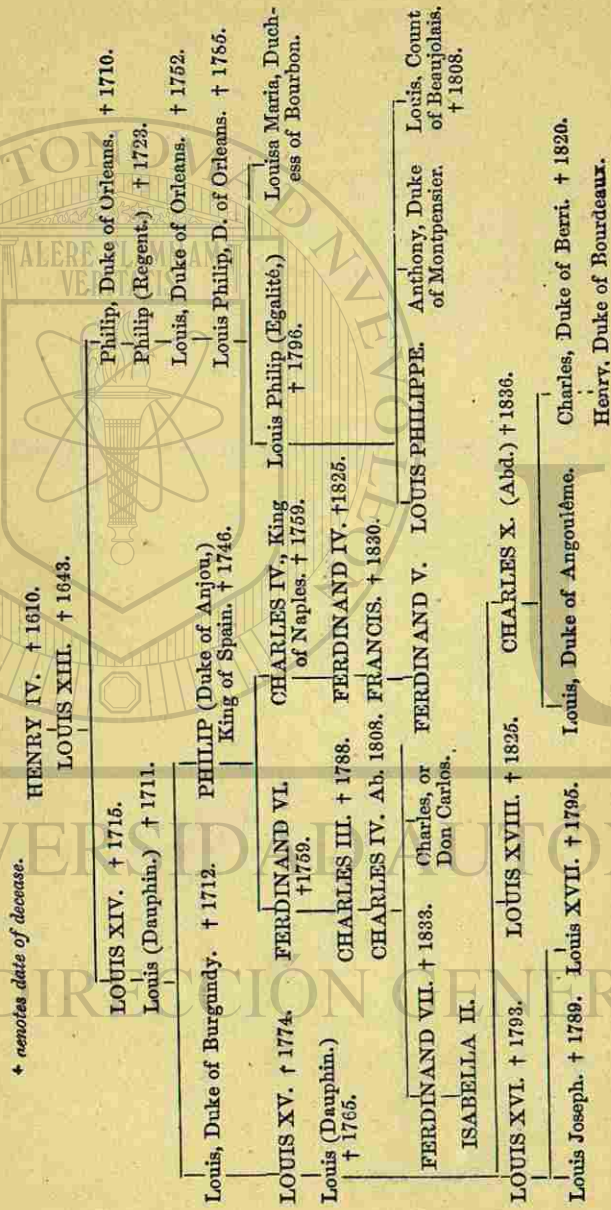 † denotes date of decease.
HENRY IV. † 1610.
LOUIS XIII. † 1643.
LOUIS XIV. † 1715.
Philip, Duke of Orleans. † 1710.
Louis (Dauphin.) † 1711.
Philip (Regent.) † 1723.
Louis, Duke of Orleans. † 1752.
Louis Philip, D. of Orleans. † 1785.
Louis, Duke of Burgundy. † 1712.
PHILIP (Duke of Anjou,)
King of Spain. † 1746.
Louis Philip (Egalité,)
† 1796.
Louisa Maria, Duch-
ess of Bourbon.
LOUIS XV. † 1774.
FERDINAND VI.
†1759.
CHARLES IV., King
of Naples. † 1759.
Louis (Dauphin.)
† 1765.
CHARLES III. † 1788.
FERDINAND IV. †1825.
CHARLES IV. Ab. 1808.
FRANCIS. † 1830.
FERDINAND VII. † 1833.
Charles, or
Don Carlos.
FERDINAND V.
LOUIS PHILIPPE.
Anthony, Duke
of Montpensier.
Louis, Count
of Beaujolais.
† 1808.
ISABELLA II.
LOUIS XVI. † 1793.
LOUIS XVIII. † 1825.
CHARLES X. (Abd.) †1836.
Louis Joseph. † 1789.
Louis XVII. † 1795.
Louis, Duke of Angoulême.
Charles, Duke of Berri. † 1820.
Henry, Duke of Bourdeaux.
ALERE FLAMMAM
VERITATIS